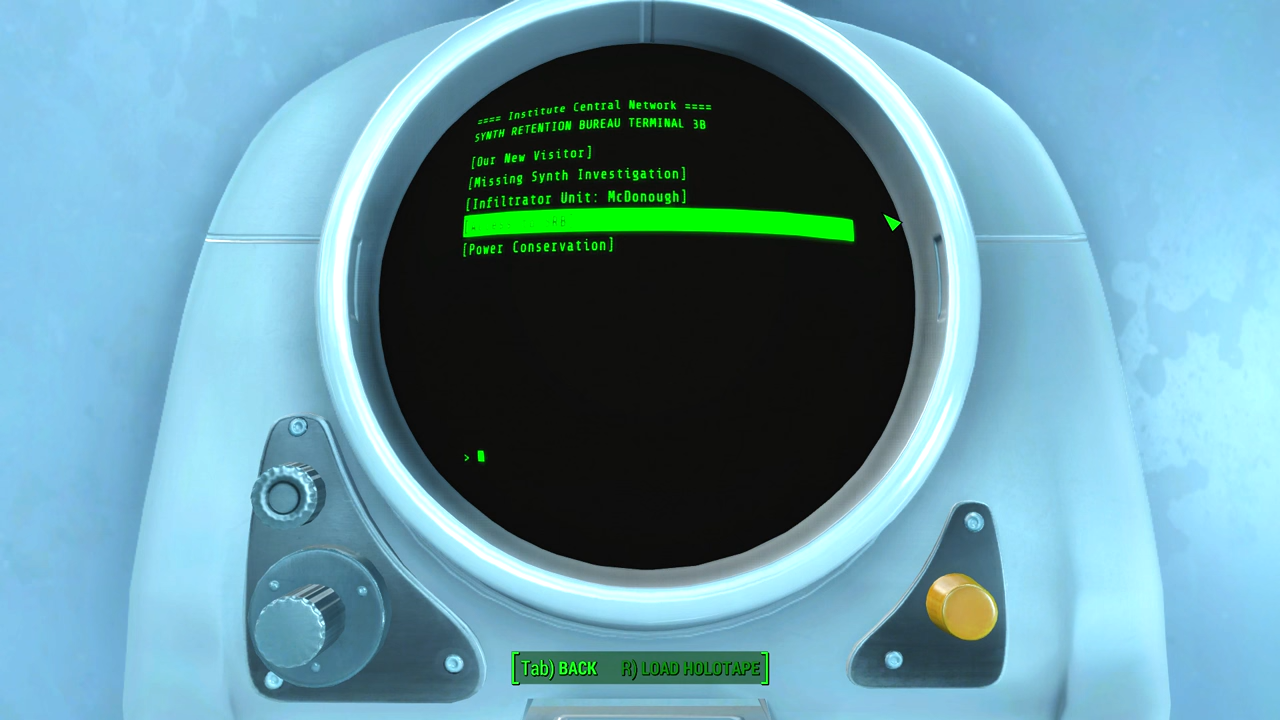 ==== Institute Central Network ====
SYNTH RETENTION BUREAU TERMINAL 3B
[Our New Visitor]
[Missing Synth Investigation]
[Infiltrator Unit: McDonough]
[Power Conservation]
>
Tab) BACK R) LOAD HOLOTAPE